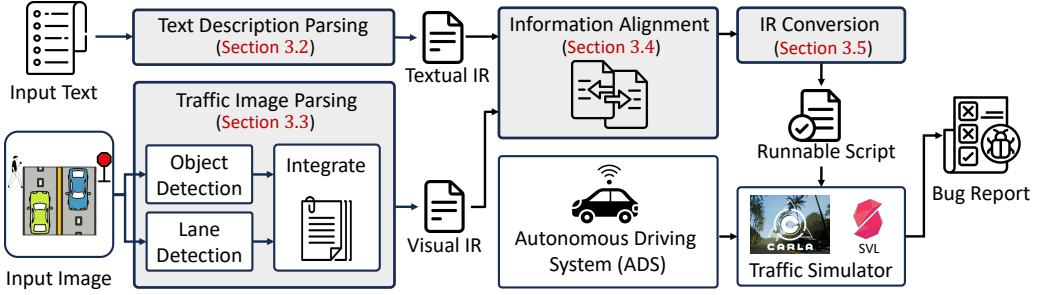 Input Text
Text Description Parsing
(Section 3.2)
Textual IR
Input Image
Traffic Image Parsing
(Section 3.3)
Object
Detection
Lane
Detection
Integrate
Visual IR
Information Alignment
(Section 3.4)
Autonomous Driving
System (ADS)
IR Conversion
(Section 3.5)
Runnable Script
CARLA
SVL
Traffic Simulator
Bug Report